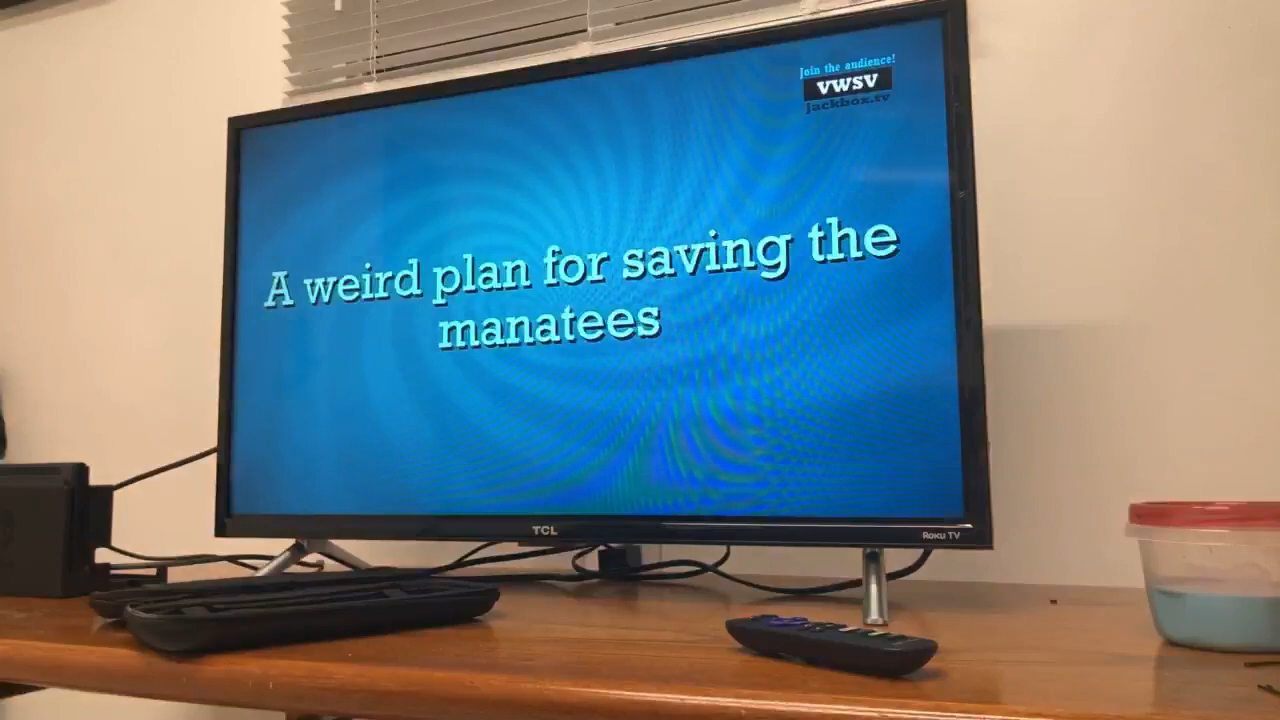 Join the audience!
VWSV
jackbox.tv
A weird plan for saving the
manatees
TCL
Roku TV